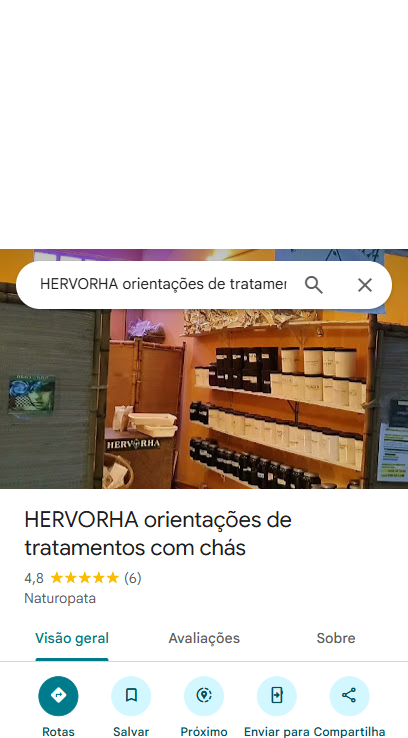 HERVORHA orientações de tratamen
HERVORHA
HERVORHA orientações de
tratamentos com chás
4,8 ★★★★★ (6)
Naturopata
Visão geral Avaliações Sobre
Rotas Salvar Próximo Enviar para Compartilha